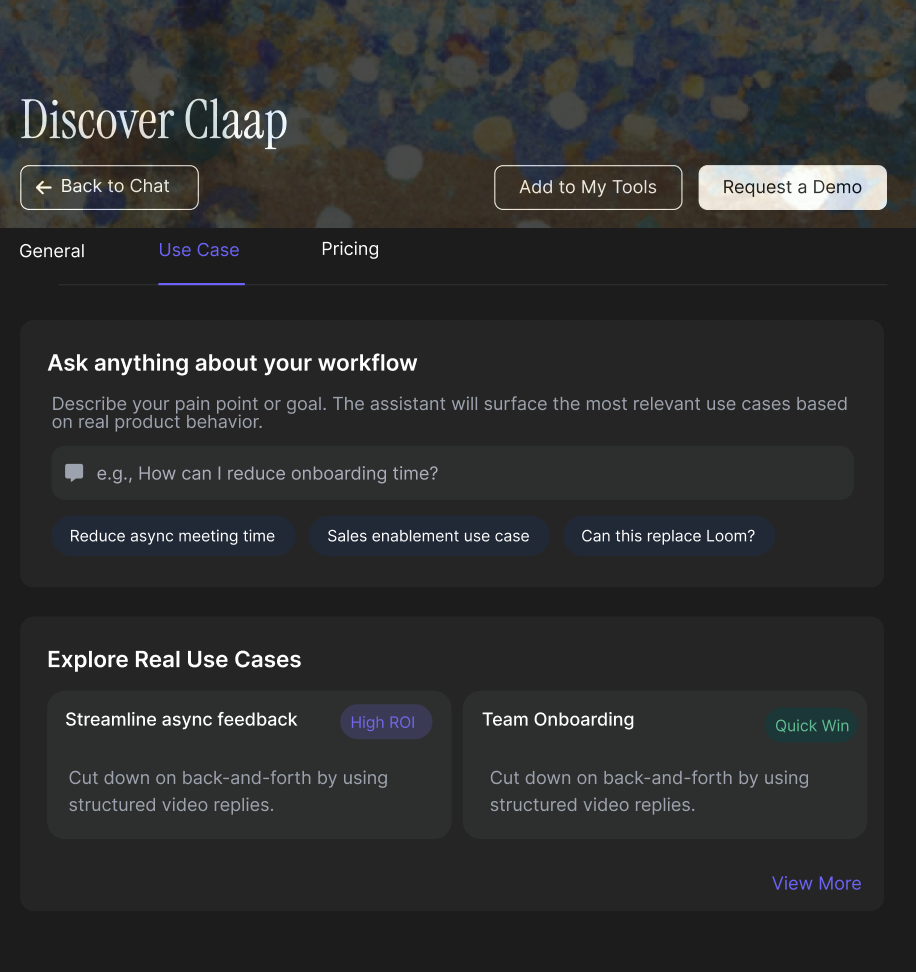 Discover Claap
Back to Chat
Add to My Tools
Request a Demo
General
Use Case
Pricing
Ask anything about your workflow
Describe your pain point or goal. The assistant will surface the most relevant use cases based
on real product behavior.
e.g., How can I reduce onboarding time?
Reduce async meeting time
Sales enablement use case
Can this replace Loom?
Explore Real Use Cases
Streamline async feedback
High ROI
Cut down on back-and-forth by using
structured video replies.
Team Onboarding
Quick Win
Cut down on back-and-forth by using
structured video replies.
View More